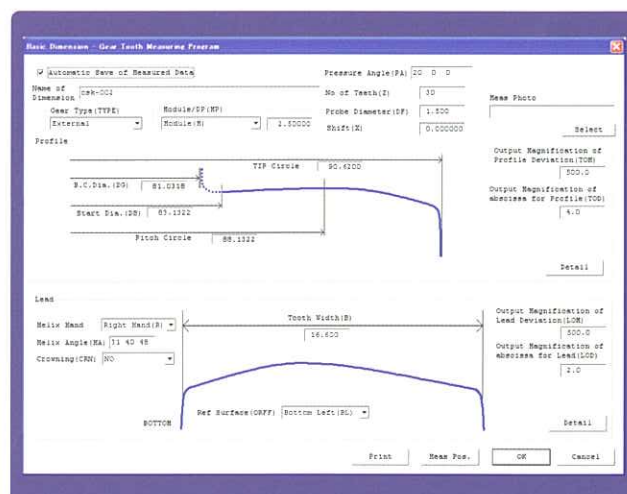 Basic Dimension - Gear Tooth Measuring Program
Automatic Save of Measured Data
Pressure Angle(PA) 20 0 0
Name of Dimension csk-002
No of Teeth(Z) 30
Gear Type(TYPE) External
Module/DP(MP) Module(M) 2.50000
Probe Diameter(DF) 1.500
Shift(X) 0.000000
Meas Photo
Select
Profile
TIP Circle 90.6200
B.C.Dia.(DG) 81.0318
Start Dia.(DB) 83.1322
Pitch Circle 88.1322
Output Magnification of
Profile Deviation(TOM)
500.0
Output Magnification of
abscissa for Profile(TOD)
4.0
Detail
Lead
Helix Hand Right Hand(R)
Helix Angle(HA) 31 40 48
Crowning(CRN) NO
Tooth Width(B)
16.600
Output Magnification of
Lead Deviation(LOM)
500.0
Output Magnification of
abscissa for Lead(LOD)
2.0
BOTTOM
Ref Surface(ORFF) Bottom Left(BL)
Detail
Print
Meas Pos.
OK
Cancel